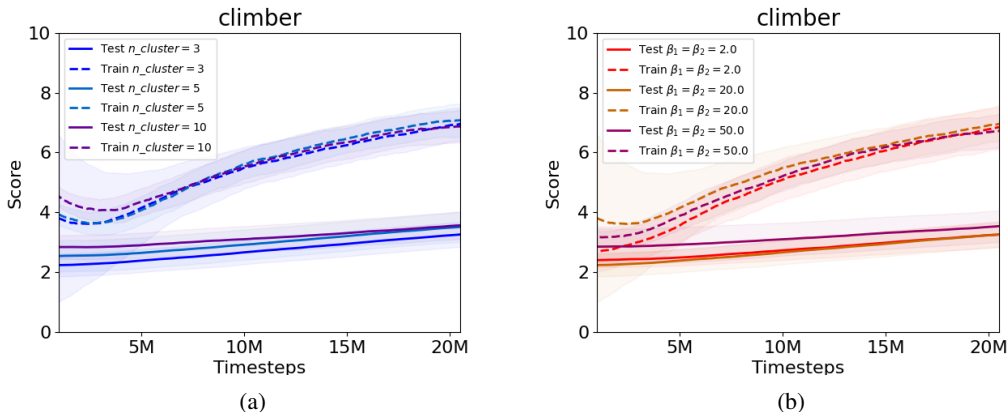 climber
10
8
6
4
2
0
Score
Test n_cluster = 3
Train n_cluster = 3
Test n_cluster = 5
Train n_cluster = 5
Test n_cluster = 10
Train n_cluster = 10
5M 10M 15M 20M
Timesteps
(a)
climber
10
8
6
4
2
0
Score
Test β₁ = β₂ = 2.0
Train β₁ = β₂ = 2.0
Test β₁ = β₂ = 20.0
Train β₁ = β₂ = 20.0
Test β₁ = β₂ = 50.0
Train β₁ = β₂ = 50.0
5M 10M 15M 20M
Timesteps
(b)